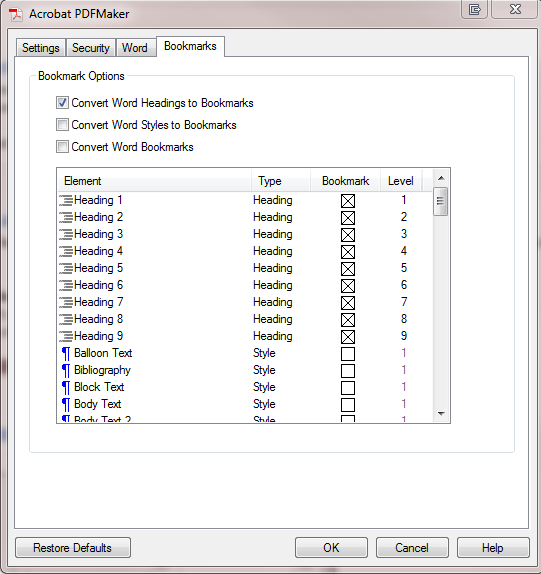 Acrobat PDFMaker
Settings Security Word Bookmarks
Bookmark Options
Convert Word Headings to Bookmarks
Convert Word Styles to Bookmarks
Convert Word Bookmarks
Element Type Bookmark Level
Heading 1 Heading 1
Heading 2 Heading 2
Heading 3 Heading 3
Heading 4 Heading 4
Heading 5 Heading 5
Heading 6 Heading 6
Heading 7 Heading 7
Heading 8 Heading 8
Heading 9 Heading 9
¶ Balloon Text Style 1
¶ Bibliography Style 1
¶ Block Text Style 1
¶ Body Text Style 1
¶ Body Text 2 Style 1
Restore Defaults OK Cancel Help